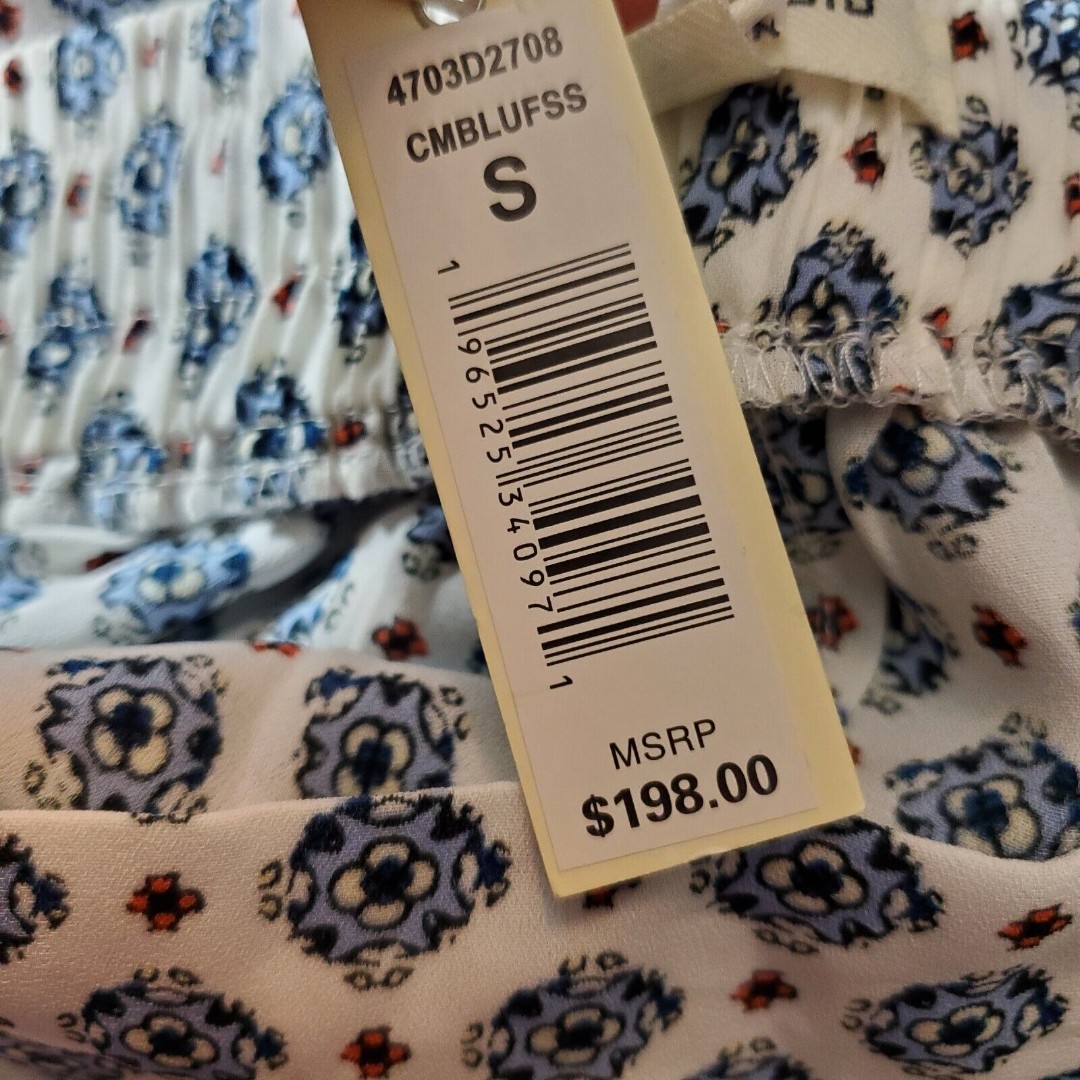 4703D2708
CMBLUFSS
S
1 96525 34097 1
MSRP
$198.00